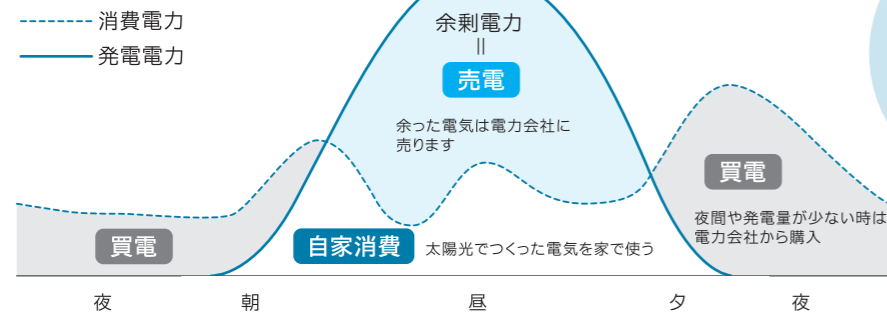 消費電力
発電電力
余剰電力
＝
売電
余った電気は電力会社に
売ります
買電
夜間や発電量が少ない時は
電力会社から購入
買電
自家消費
太陽光でつくった電気を家で使う
夜
朝
昼
夕
夜